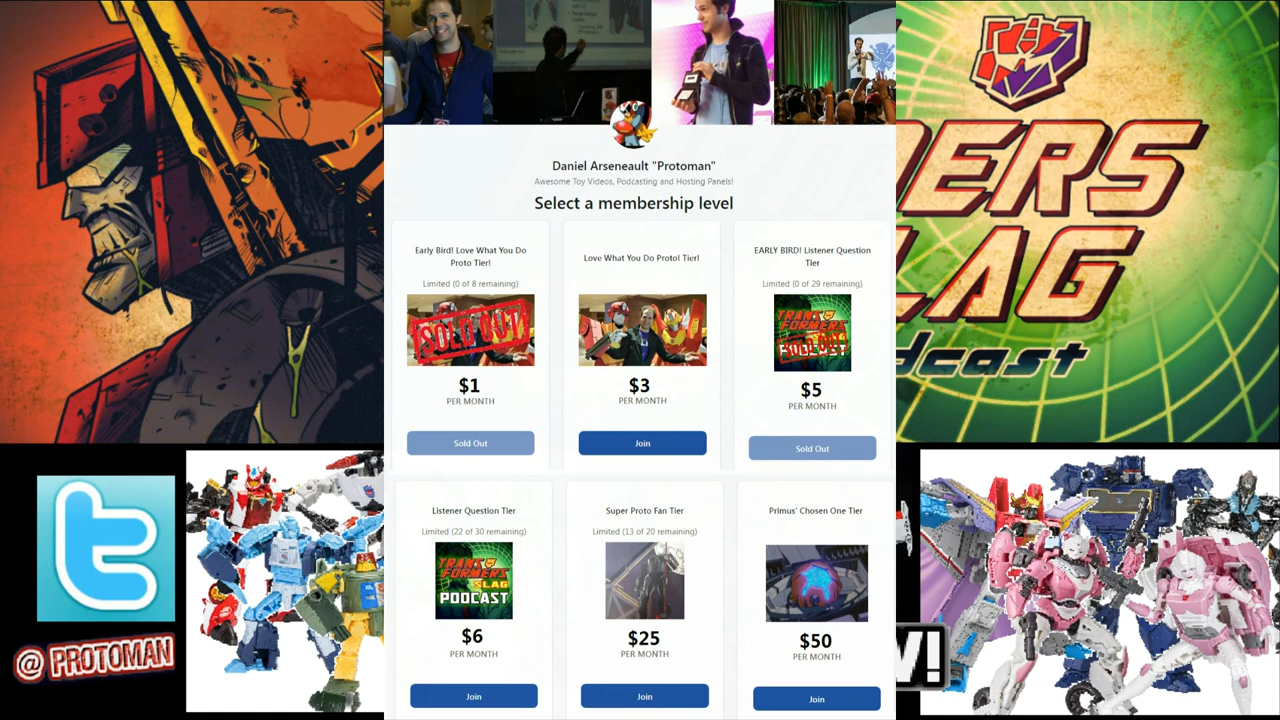 Daniel Arseneault "Protoman"
Awesome Toy Videos, Podcasting and Hosting Panels!
Select a membership level
Early Bird! Love What You Do
Proto Tier!
Limited (0 of 8 remaining)
SOLD OUT
$1
PER MONTH
Sold Out
Love What You Do Proto! Tier!
$3
PER MONTH
Join
EARLY BIRD! Listener Question
Tier
Limited (0 of 29 remaining)
TRANS
FORMERS
PODCAST
$5
PER MONTH
Sold Out
Listener Question Tier
Limited (22 of 30 remaining)
TRANS
FORMERS
SLAG
PODCAST
$6
PER MONTH
Join
Super Proto Fan Tier
Limited (13 of 20 remaining)
$25
PER MONTH
Join
Primus' Chosen One Tier
$50
PER MONTH
Join
ERS
LAG
dcast
t
@ PROTOMAN
W!